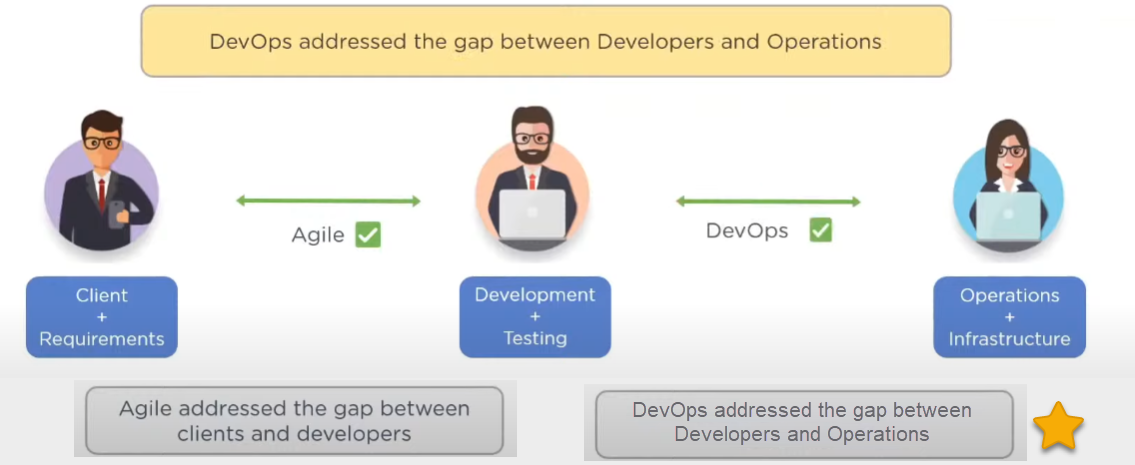 DevOps addressed the gap between Developers and Operations
Agile
DevOps
Client
+
Requirements
Development
+
Testing
Operations
+
Infrastructure
Agile addressed the gap between
clients and developers
DevOps addressed the gap between
Developers and Operations